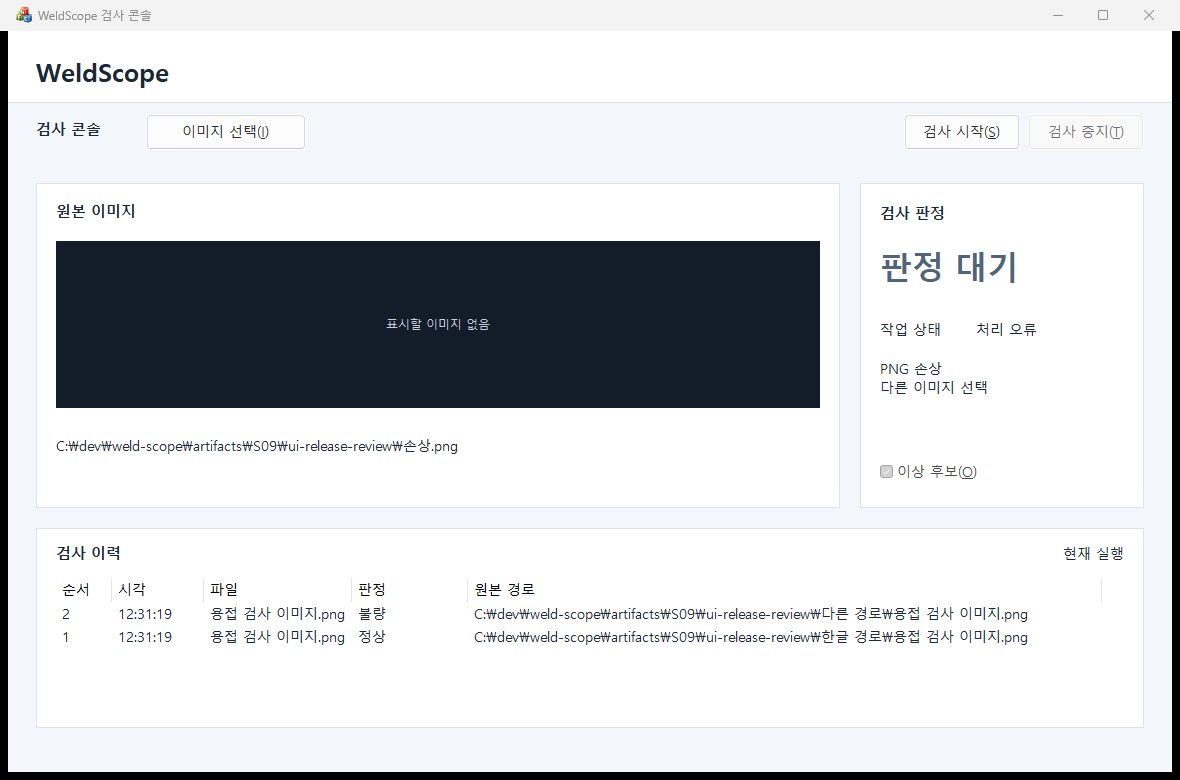 WeldScope 검사 콘솔
WeldScope
검사 콘솔
이미지 선택(I)
검사 시작(S)
검사 중지(T)
원본 이미지
표시할 이미지 없음
C:₩dev₩weld-scope₩artifacts₩S09₩ui-release-review₩손상.png
검사 판정
판정 대기
작업 상태 처리 오류
PNG 손상
다른 이미지 선택
이상 후보(O)
검사 이력 현재 실행
순서 시각 파일 판정 원본 경로
2 12:31:19 용접 검사 이미지.png 불량 C:₩dev₩weld-scope₩artifacts₩S09₩ui-release-review₩다른 경로₩용접 검사 이미지.png
1 12:31:19 용접 검사 이미지.png 정상 C:₩dev₩weld-scope₩artifacts₩S09₩ui-release-review₩한글 경로₩용접 검사 이미지.png